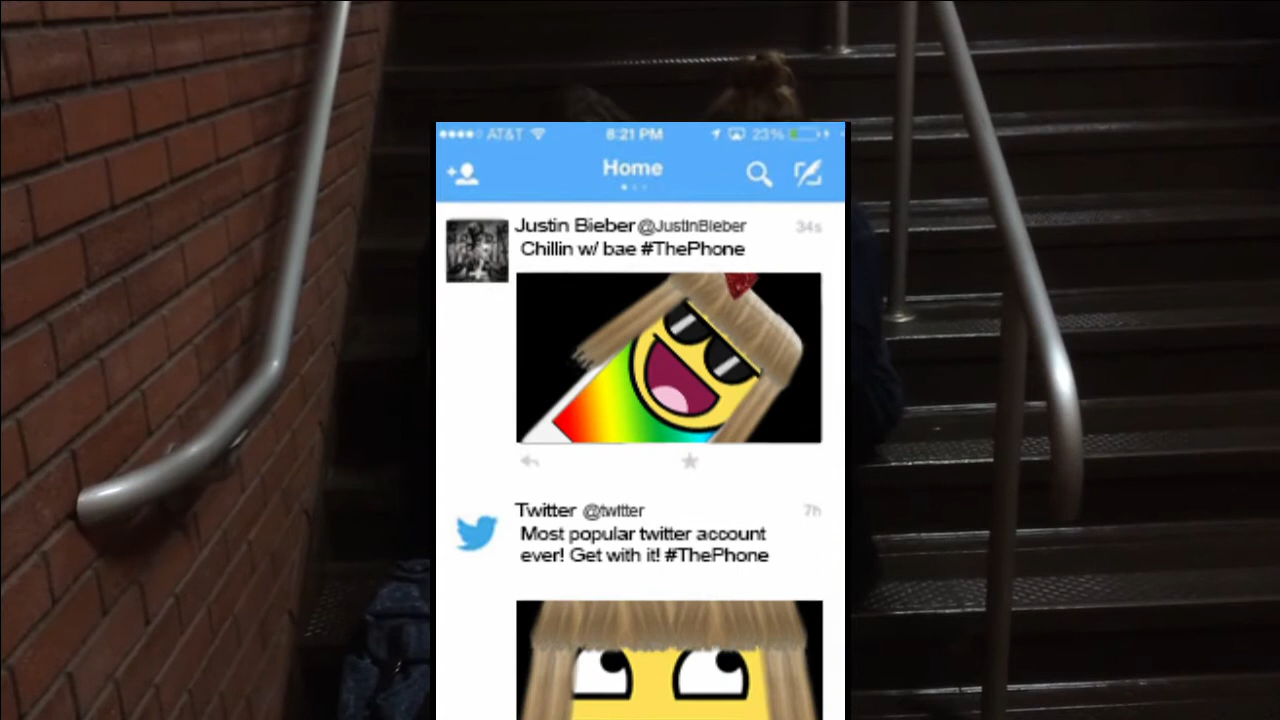 AT&T 8:21 PM 23%
Home
Justin Bieber @JustinBieber 34s
Chillin w/ bae #ThePhone
Twitter @twitter 7h
Most popular twitter account
ever! Get with it! #ThePhone